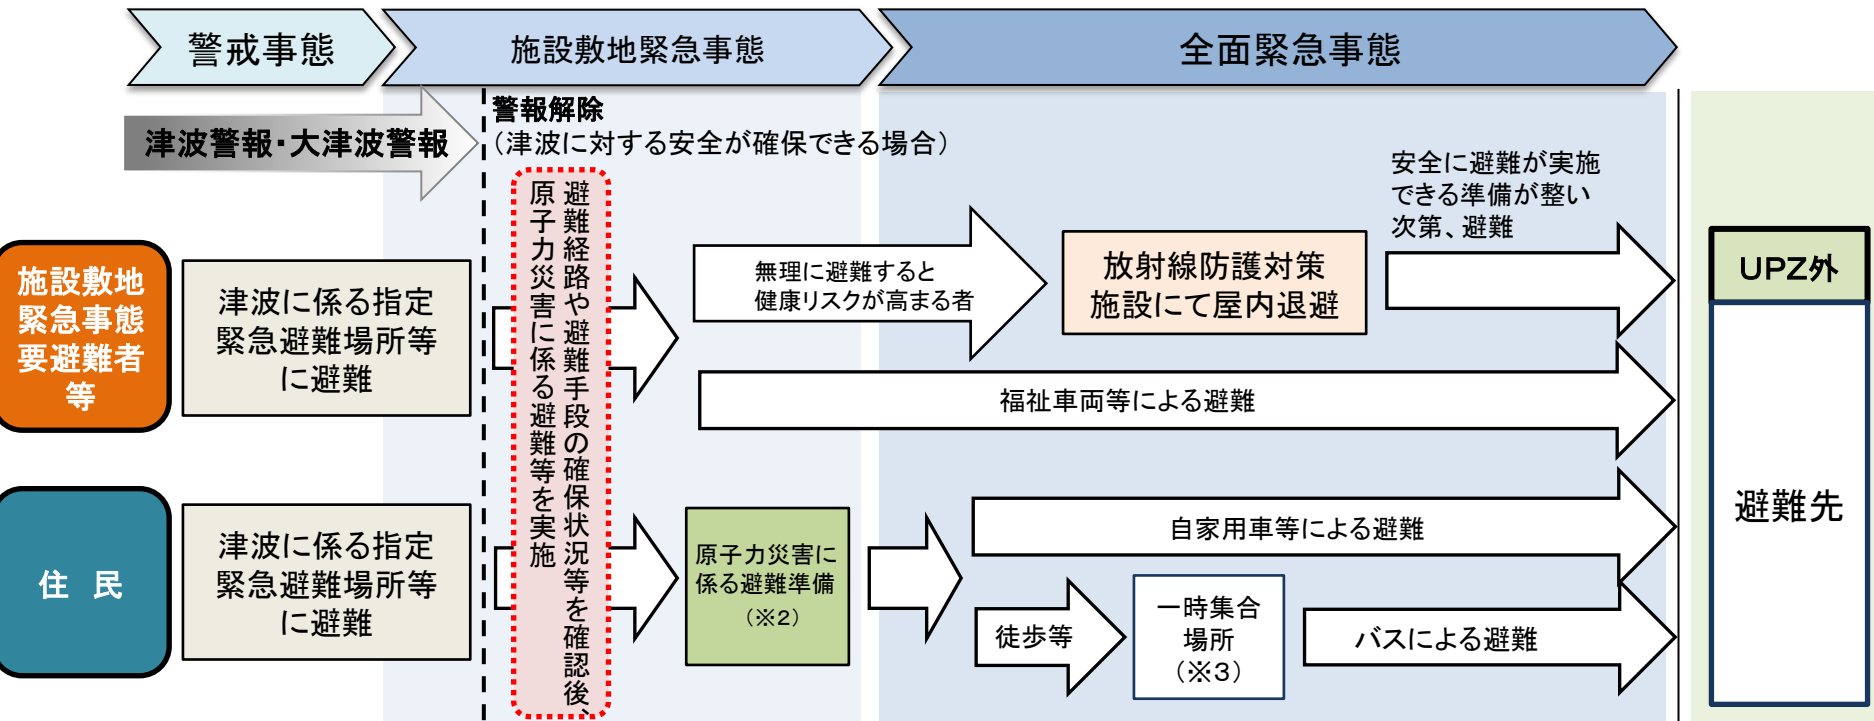 警戒事態
施設敷地緊急事態
全面緊急事態
津波警報・大津波警報
警報解除
（津波に対する安全が確保できる場合）
避難経路や避難手段の確保状況等を確認後、
原子力災害に係る避難等を実施
施設敷地
緊急事態
要避難者
等
津波に係る指定
緊急避難場所等
に避難
無理に避難すると
健康リスクが高まる者
放射線防護対策
施設にて屋内退避
安全に避難が実施
できる準備が整い
次第、避難
福祉車両等による避難
住　民
津波に係る指定
緊急避難場所等
に避難
原子力災害に
係る避難準備
（※2）
自家用車等による避難
徒歩等
一時集合
場所
（※3）
バスによる避難
UPZ外
避難先